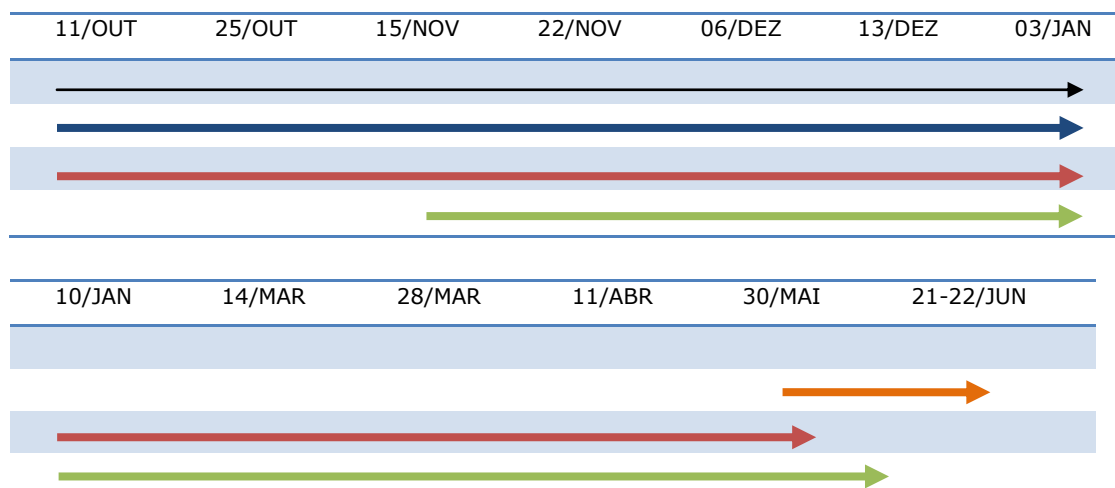 11/OUT 25/OUT 15/NOV 22/NOV 06/DEZ 13/DEZ 03/JAN
10/JAN 14/MAR 28/MAR 11/ABR 30/MAI 21-22/JUN